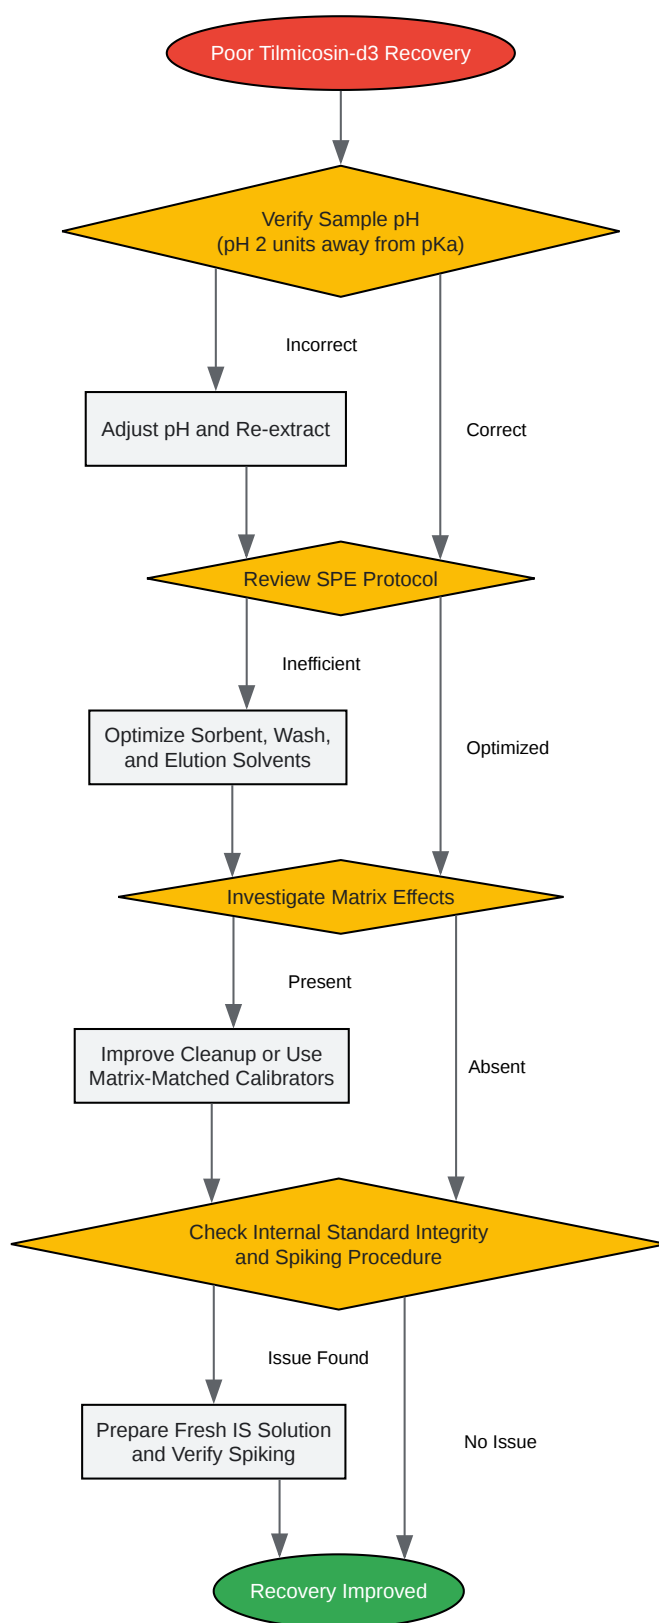 Poor Tilmicosin-d3 Recovery
Verify Sample pH
(pH 2 units away from pKa)
Incorrect
Adjust pH and Re-extract
Correct
Review SPE Protocol
Inefficient
Optimize Sorbent, Wash,
and Elution Solvents
Optimized
Investigate Matrix Effects
Present
Improve Cleanup or Use
Matrix-Matched Calibrators
Absent
Check Internal Standard Integrity
and Spiking Procedure
Issue Found
Prepare Fresh IS Solution
and Verify Spiking
No Issue
Recovery Improved